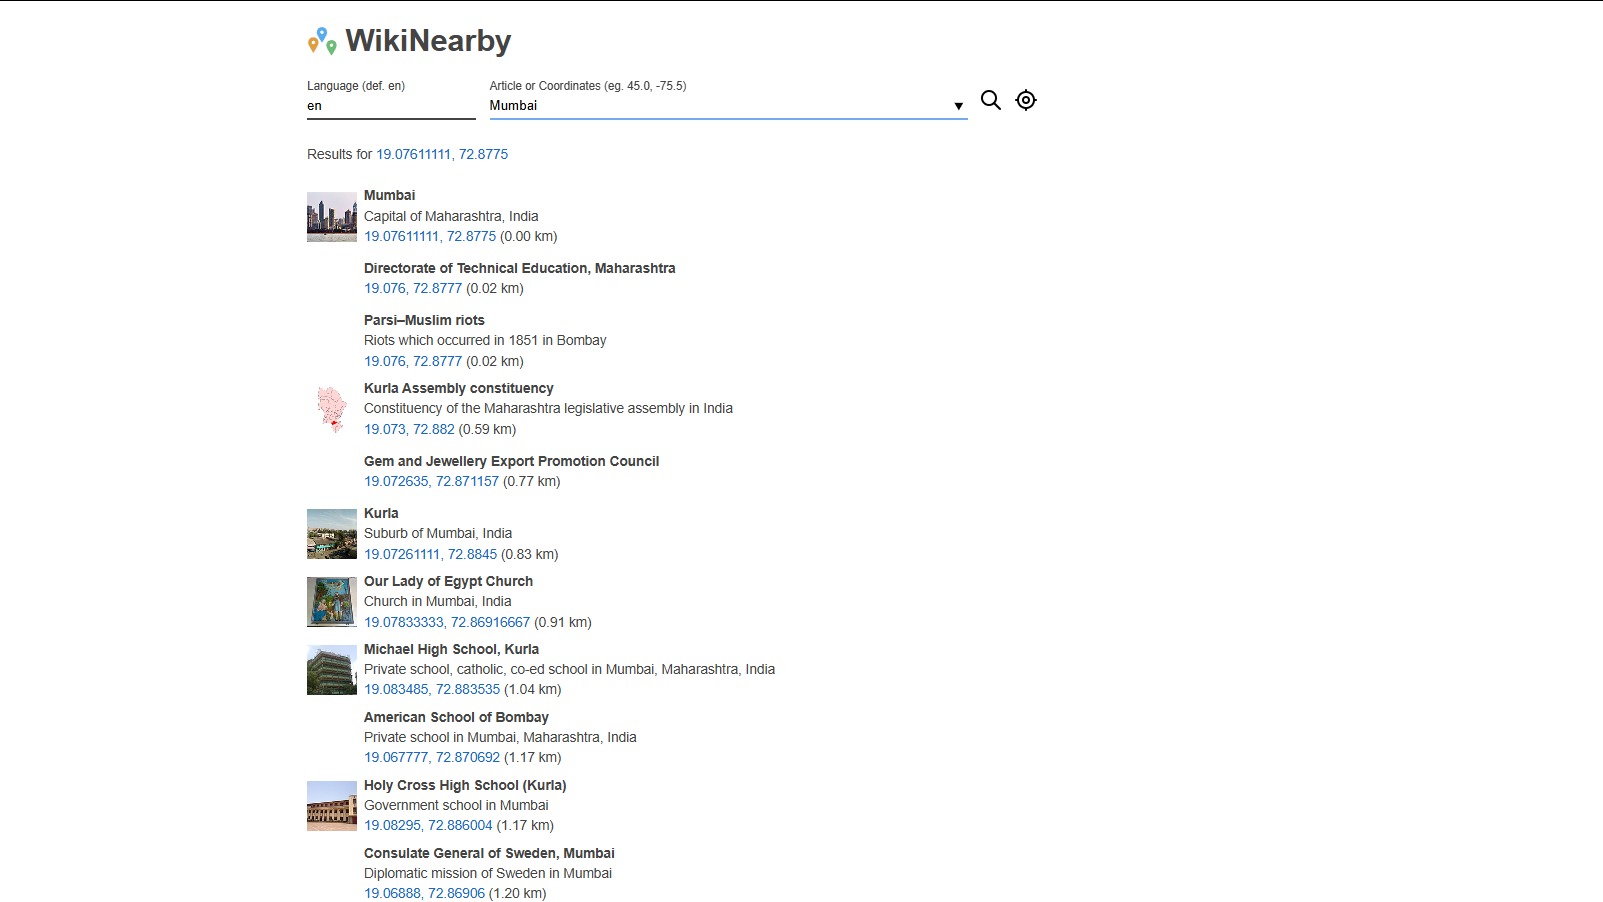 WikiNearby
Language (def. en)
Article or Coordinates (eg. 45.0, -75.5)
en
Mumbai
Results for 19.07611111, 72.8775
Mumbai
Capital of Maharashtra, India
19.07611111, 72.8775 (0.00 km)
Directorate of Technical Education, Maharashtra
19.076, 72.8777 (0.02 km)
Parsi–Muslim riots
Riots which occurred in 1851 in Bombay
19.076, 72.8777 (0.02 km)
Kurla Assembly constituency
Constituency of the Maharashtra legislative assembly in India
19.073, 72.882 (0.59 km)
Gem and Jewellery Export Promotion Council
19.072635, 72.871157 (0.77 km)
Kurla
Suburb of Mumbai, India
19.07261111, 72.8845 (0.83 km)
Our Lady of Egypt Church
Church in Mumbai, India
19.07833333, 72.86916667 (0.91 km)
Michael High School, Kurla
Private school, catholic, co-ed school in Mumbai, Maharashtra, India
19.083485, 72.883535 (1.04 km)
American School of Bombay
Private school in Mumbai, Maharashtra, India
19.067777, 72.870692 (1.17 km)
Holy Cross High School (Kurla)
Government school in Mumbai
19.08295, 72.886004 (1.17 km)
Consulate General of Sweden, Mumbai
Diplomatic mission of Sweden in Mumbai
19.06888, 72.86906 (1.20 km)